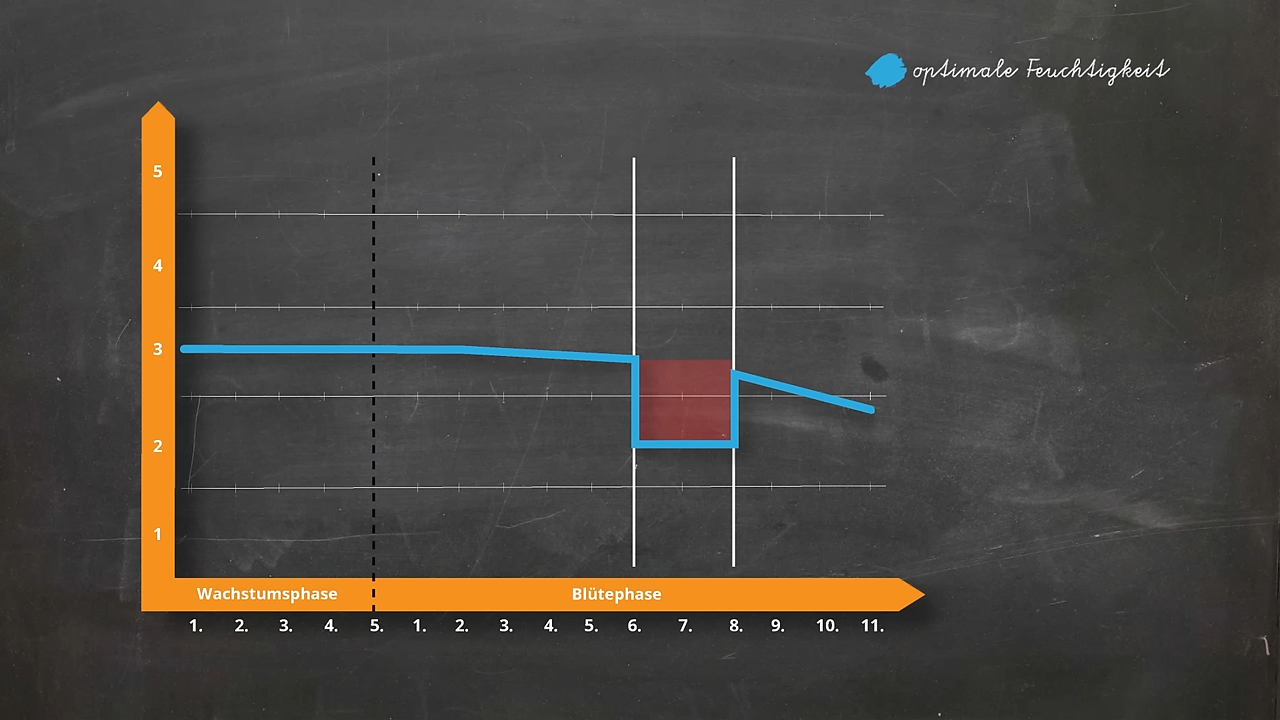 optimale Feuchtigkeit
5
4
3
2
1
Wachstumsphase Blütephase
1. 2. 3. 4. 5. 1. 2. 3. 4. 5. 6. 7. 8. 9. 10. 11.